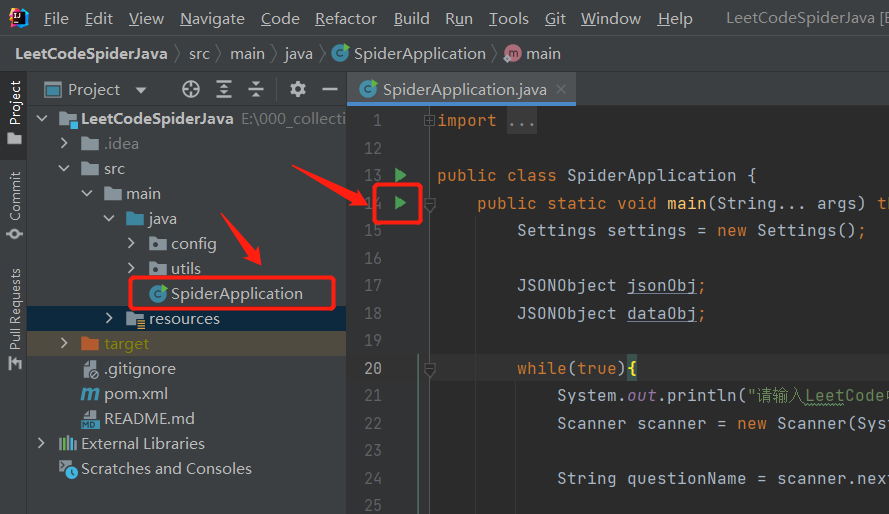 File Edit View Navigate Code Refactor Build Run Tools Git Window Help LeetCodeSpiderJava
LeetCodeSpiderJava src main java SpiderApplication main
Project
Commit
Pull Requests
Project
LeetCodeSpiderJava E:\000_collecti
.idea
src
main
java
config
utils
SpiderApplication
resources
target
.gitignore
pom.xml
README.md
External Libraries
Scratches and Consoles
SpiderApplication.java
1 import ...
12
13 public class SpiderApplication {
14 public static void main(String... args) th
15 Settings settings = new Settings();
16
17 JSONObject jsonObj;
18 JSONObject dataObj;
19
20 while(true){
21 System.out.println("请输入LeetCode
22 Scanner scanner = new Scanner(Sys
23
24 String questionName = scanner.nex
25